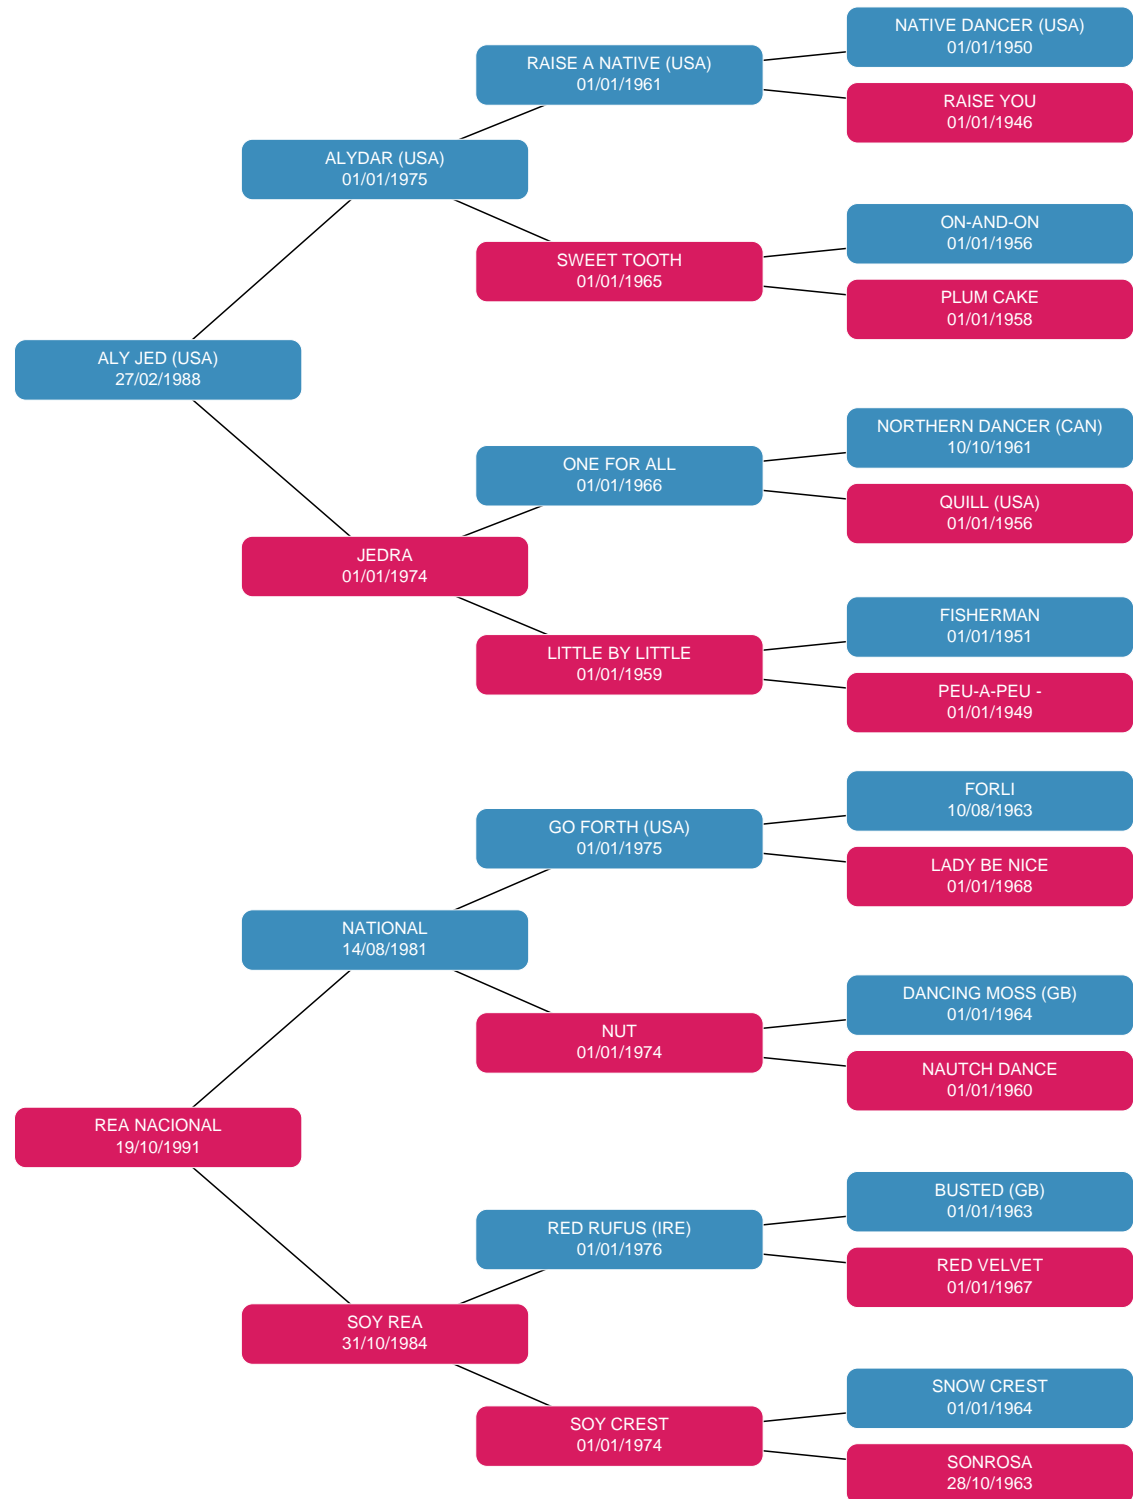 NATIVE DANCER (USA)
01/01/1950
RAISE A NATIVE (USA)
01/01/1961
RAISE YOU
01/01/1946
ALYDAR (USA)
01/01/1975
ON-AND-ON
01/01/1956
SWEET TOOTH
01/01/1965
PLUM CAKE
01/01/1958
ALY JED (USA)
27/02/1988
NORTHERN DANCER (CAN)
10/10/1961
ONE FOR ALL
01/01/1966
QUILL (USA)
01/01/1956
JEDRA
01/01/1974
FISHERMAN
01/01/1951
LITTLE BY LITTLE
01/01/1959
PEU-A-PEU -
01/01/1949
FORLI
10/08/1963
GO FORTH (USA)
01/01/1975
LADY BE NICE
01/01/1968
NATIONAL
14/08/1981
DANCING MOSS (GB)
01/01/1964
NUT
01/01/1974
NAUTCH DANCE
01/01/1960
REA NACIONAL
19/10/1991
BUSTED (GB)
01/01/1963
RED RUFUS (IRE)
01/01/1976
RED VELVET
01/01/1967
SOY REA
31/10/1984
SNOW CREST
01/01/1964
SOY CREST
01/01/1974
SONROSA
28/10/1963